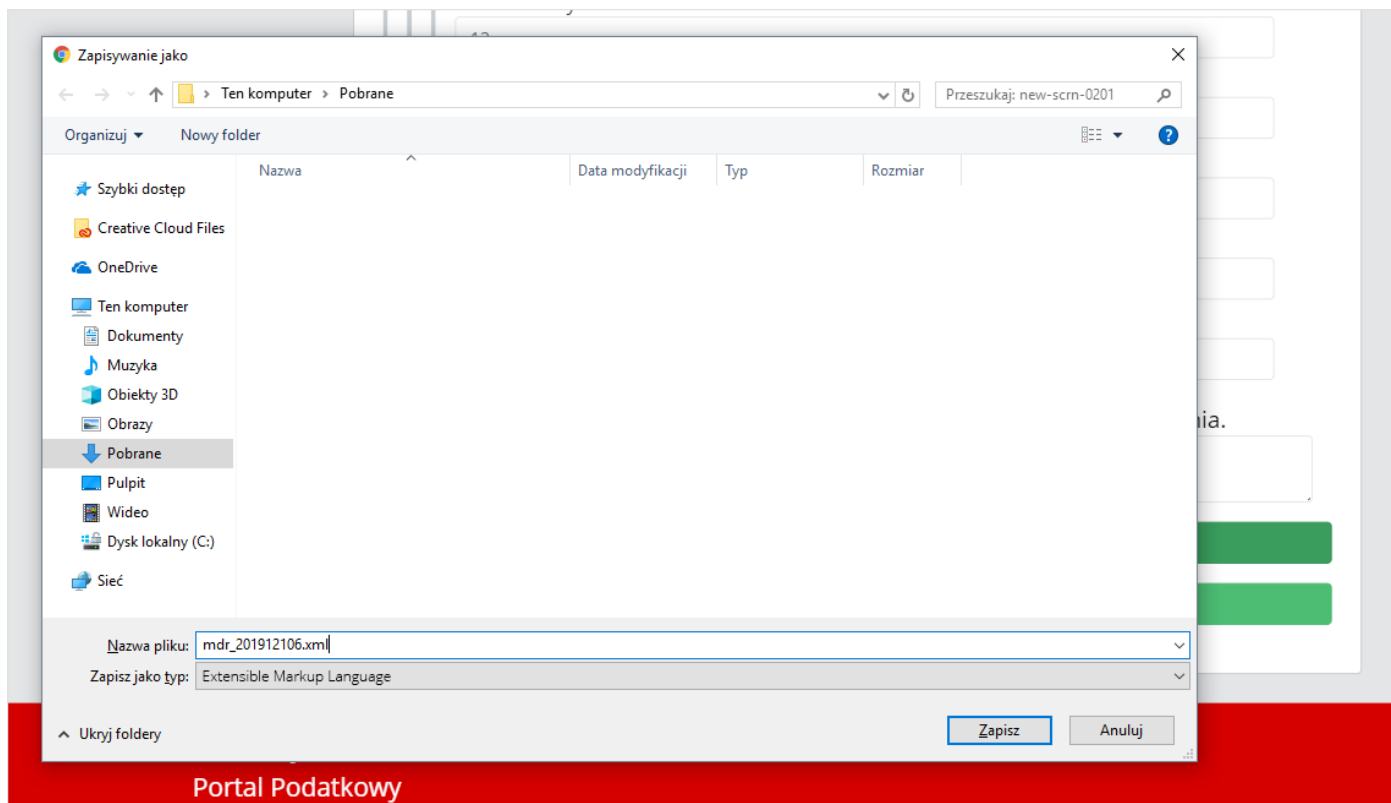 Zapisywanie jako
Ten komputer › Pobrane
Przeszukaj: new-scrn-0201
Organizuj
Nowy folder
Nazwa
Data modyfikacji
Typ
Rozmiar
Szybki dostęp
Creative Cloud Files
OneDrive
Ten komputer
Dokumenty
Muzyka
Obiekty 3D
Obrazy
Pobrane
Pulpit
Wideo
Dysk lokalny (C:)
Sieć
nia.
Nazwa pliku: mdr_201912106.xml
Zapisz jako typ: Extensible Markup Language
Ukryj foldery
Zapisz
Anuluj
Portal Podatkowy